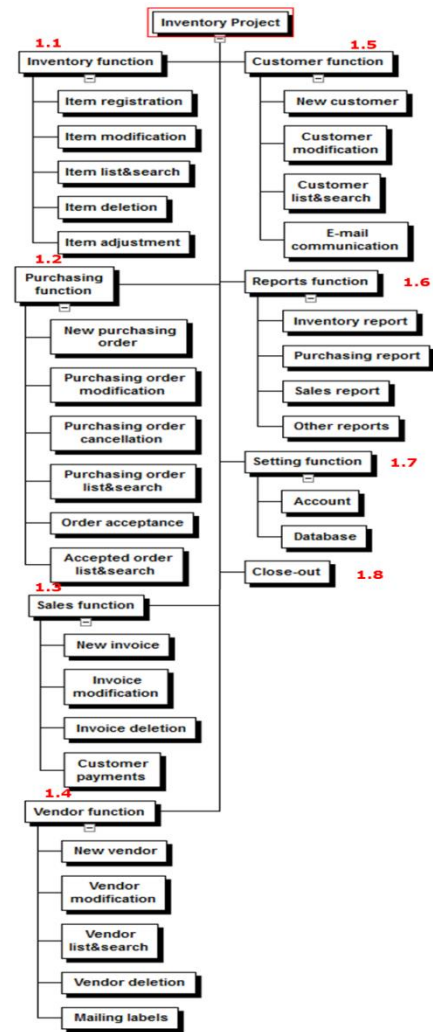 Inventory Project
1.1
Inventory function
Item registration
Item modification
Item list&search
Item deletion
Item adjustment
1.2
Purchasing
function
New purchasing
order
Purchasing order
modification
Purchasing order
cancellation
Purchasing order
list&search
Order acceptance
Accepted order
list&search
1.3
Sales function
New invoice
Invoice
modification
Invoice deletion
Customer
payments
1.4
Vendor function
New vendor
Vendor
modification
Vendor
list&search
Vendor deletion
Mailing labels
1.5
Customer function
New customer
Customer
modification
Customer
list&search
E-mail
communication
Reports function
1.6
Inventory report
Purchasing report
Sales report
Other reports
Setting function
1.7
Account
Database
Close-out
1.8